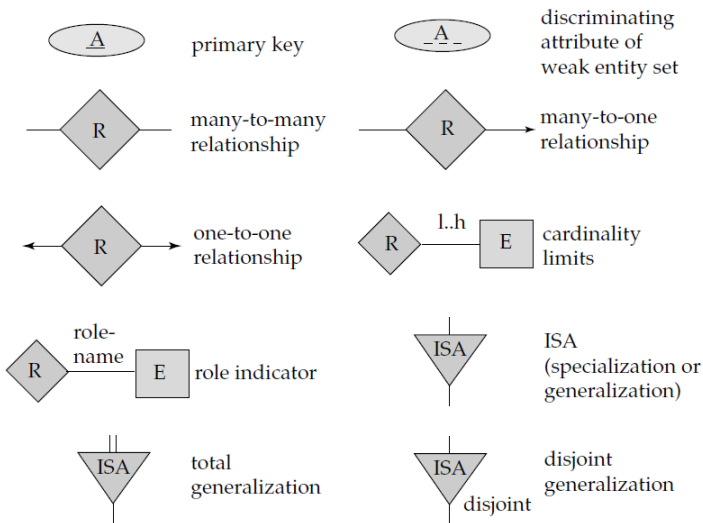 A
primary key
A
discriminating
attribute of
weak entity set
R
many-to-many
relationship
R
many-to-one
relationship
R
one-to-one
relationship
R
l..h
E
cardinality
limits
R
role-
name
E
role indicator
ISA
ISA
(specialization or
generalization)
ISA
total
generalization
ISA
disjoint
disjoint
generalization